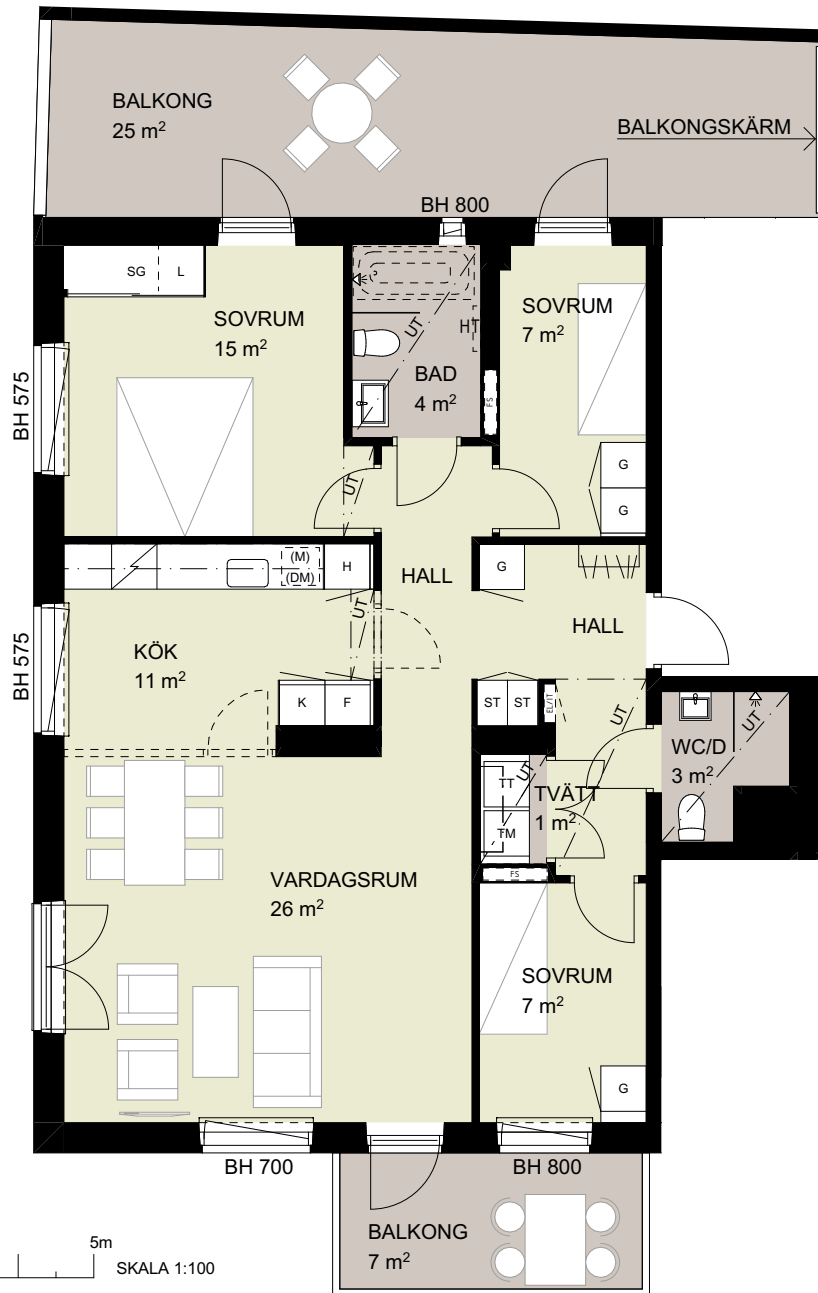 BALKONG
25 m²
BALKONGSKÄRM
BH 800
SG L
SOVRUM
15 m²
UT
HT
BAD
4 m²
SOVRUM
7 m²
FS
BH 575
UT
G
G
(M)
(DM)
H
HALL
G
HALL
UT
BH 575
KÖK
11 m²
K F
ST ST
EL/IT
UT
UT
WC/D
3 m²
UT
TT
TVÄTT
1 m²
TM
FS
VARDAGSRUM
26 m²
SOVRUM
7 m²
G
BH 700
BH 800
BALKONG
7 m²
5m
SKALA 1:100